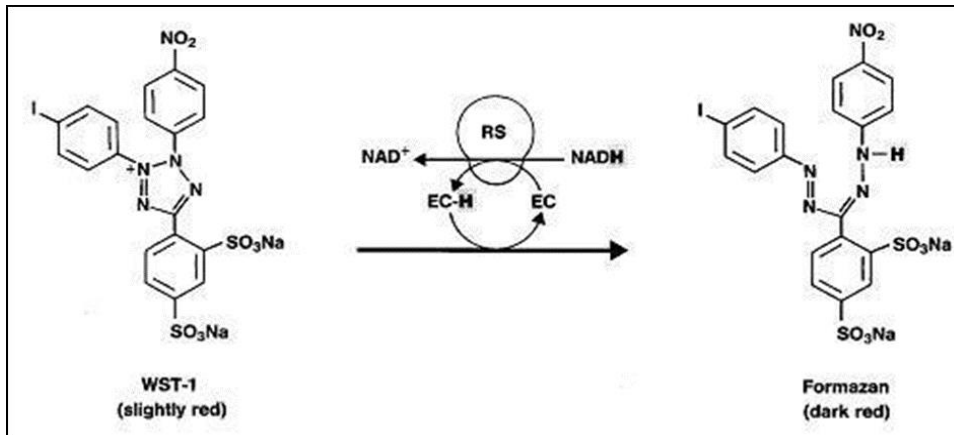 NO₂
I
N
+
N
N
N
SO₃Na
SO₃Na
WST-1
(slightly red)
RS
NAD⁺
NADH
EC-H
EC
NO₂
I
N
N
N
N
H
SO₃Na
SO₃Na
Formazan
(dark red)